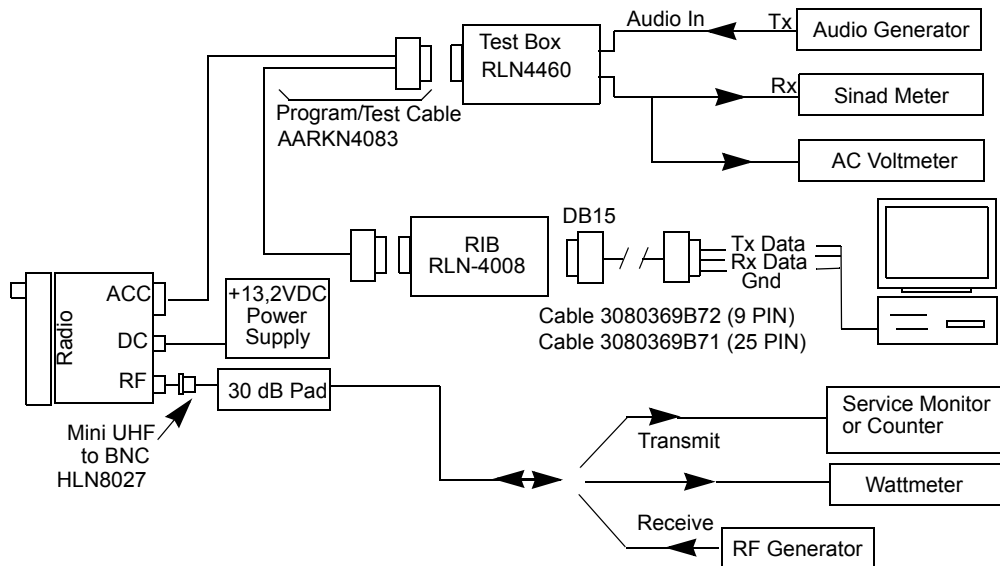 Audio In
Tx
Audio Generator
Test Box
RLN4460
Rx
Sinad Meter
Program/Test Cable
AARKN4083
AC Voltmeter
DB15
RIB
RLN-4008
Tx Data
Rx Data
Gnd
Cable 3080369B72 (9 PIN)
Cable 3080369B71 (25 PIN)
Radio
ACC
DC
RF
+13,2VDC
Power
Supply
30 dB Pad
Mini UHF
to BNC
HLN8027
Transmit
Service Monitor
or Counter
Wattmeter
Receive
RF Generator